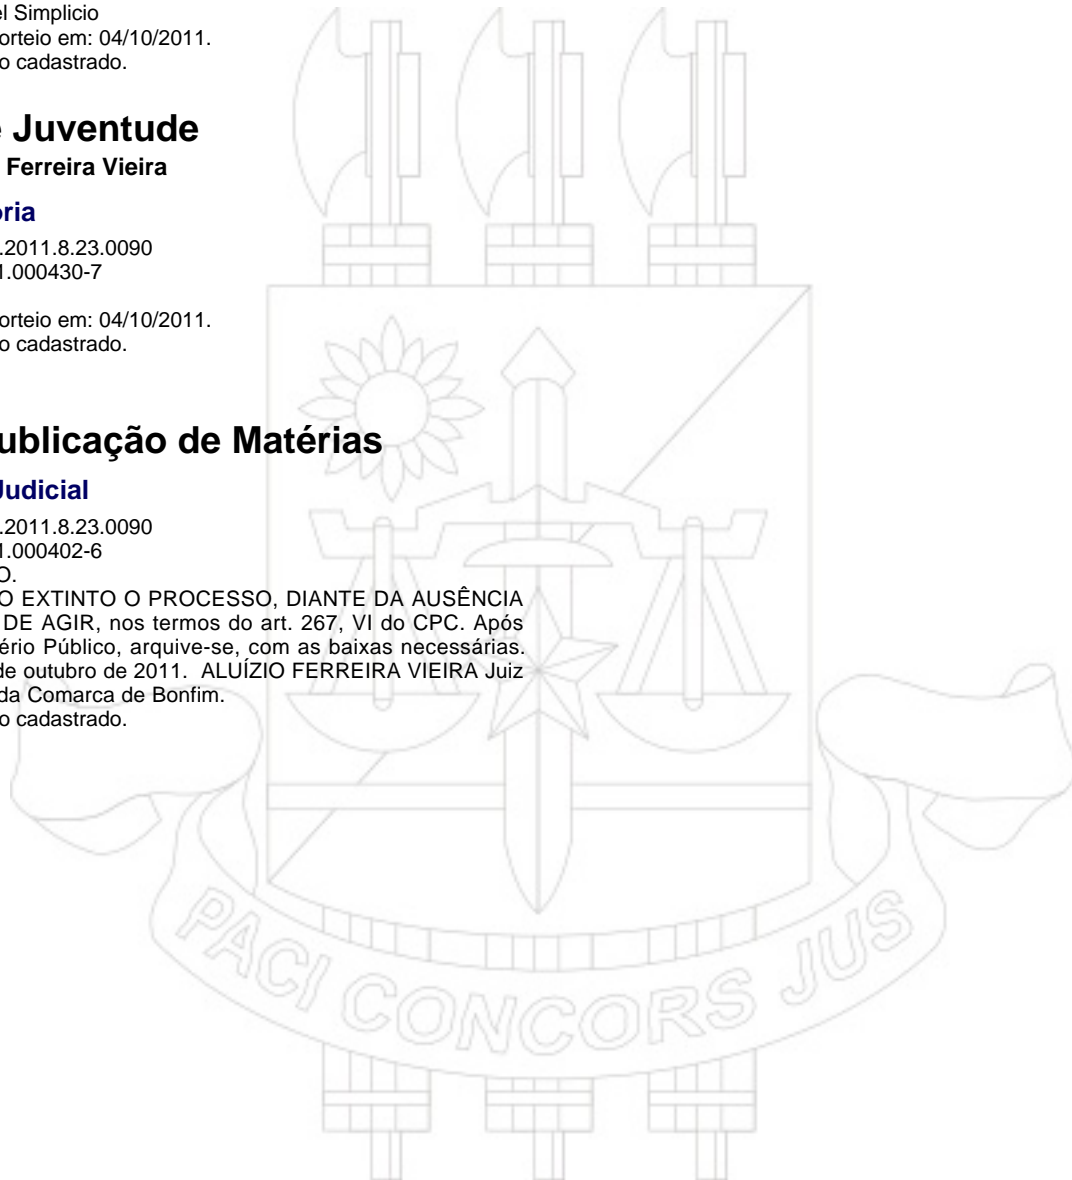 el Simplicio
orteio em: 04/10/2011.
o cadastrado.
e Juventude
Ferreira Vieira
ria
.2011.8.23.0090
1.000430-7
orteio em: 04/10/2011.
o cadastrado.
ublicação de Matérias
Judicial
.2011.8.23.0090
1.000402-6
O.
O EXTINTO O PROCESSO, DIANTE DA AUSÊNCIA
DE AGIR, nos termos do art. 267, VI do CPC. Após
ério Público, arquive-se, com as baixas necessárias.
de outubro de 2011. ALUÍZIO FERREIRA VIEIRA Juiz
da Comarca de Bonfim.
o cadastrado.
PACI CONCORS JUS